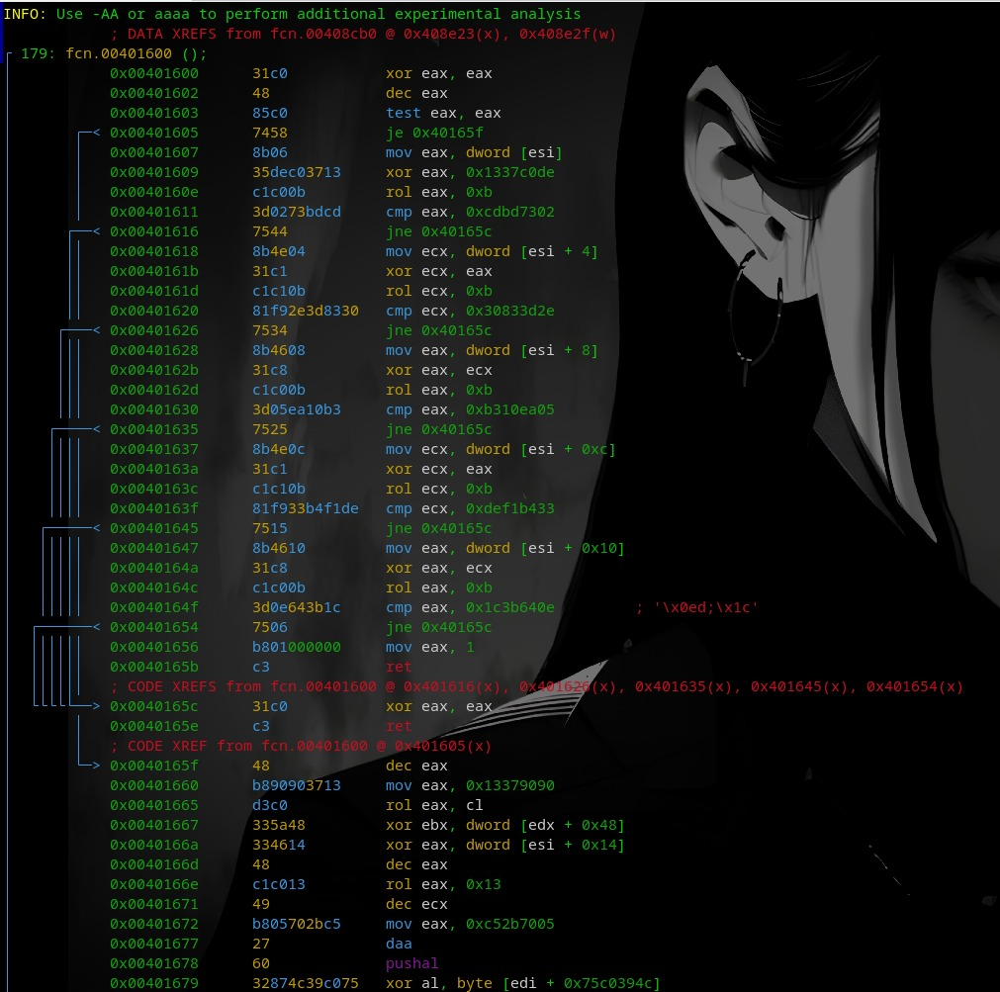 INFO: Use -AA or aaaa to perform additional experimental analysis
; DATA XREFS from fcn.00408cb0 @ 0x408e23(x), 0x408e2f(w)
179: fcn.00401600 ();
0x00401600 31c0 xor eax, eax
0x00401602 48 dec eax
0x00401603 85c0 test eax, eax
0x00401605 7458 je 0x40165f
0x00401607 8b06 mov eax, dword [esi]
0x00401609 35dec03713 xor eax, 0x1337c0de
0x0040160e c1c00b rol eax, 0xb
0x00401611 3d0273bdcd cmp eax, 0xcdbd7302
0x00401616 7544 jne 0x40165c
0x00401618 8b4e04 mov ecx, dword [esi + 4]
0x0040161b 31c1 xor ecx, eax
0x0040161d c1c10b rol ecx, 0xb
0x00401620 81f92e3d8330 cmp ecx, 0x30833d2e
0x00401626 7534 jne 0x40165c
0x00401628 8b4608 mov eax, dword [esi + 8]
0x0040162b 31c8 xor eax, ecx
0x0040162d c1c00b rol eax, 0xb
0x00401630 3d05ea10b3 cmp eax, 0xb310ea05
0x00401635 7525 jne 0x40165c
0x00401637 8b4e0c mov ecx, dword [esi + 0xc]
0x0040163a 31c1 xor ecx, eax
0x0040163c c1c10b rol ecx, 0xb
0x0040163f 81f933b4f1de cmp ecx, 0xdef1b433
0x00401645 7515 jne 0x40165c
0x00401647 8b4610 mov eax, dword [esi + 0x10]
0x0040164a 31c8 xor eax, ecx
0x0040164c c1c00b rol eax, 0xb
0x0040164f 3d0e643b1c cmp eax, 0x1c3b640e ; '\x0ed;\x1c'
0x00401654 7506 jne 0x40165c
0x00401656 b801000000 mov eax, 1
0x0040165b c3 ret
; CODE XREFS from fcn.00401600 @ 0x401616(x), 0x401626(x), 0x401635(x), 0x401645(x), 0x401654(x)
0x0040165c 31c0 xor eax, eax
0x0040165e c3 ret
; CODE XREF from fcn.00401600 @ 0x401605(x)
0x0040165f 48 dec eax
0x00401660 b890903713 mov eax, 0x13379090
0x00401665 d3c0 rol eax, cl
0x00401667 335a48 xor ebx, dword [edx + 0x48]
0x0040166a 334614 xor eax, dword [esi + 0x14]
0x0040166d 48 dec eax
0x0040166e c1c013 rol eax, 0x13
0x00401671 49 dec ecx
0x00401672 b805702bc5 mov eax, 0xc52b7005
0x00401677 27 daa
0x00401678 60 pushal
0x00401679 32874c39c075 xor al, byte [edi + 0x75c0394c]